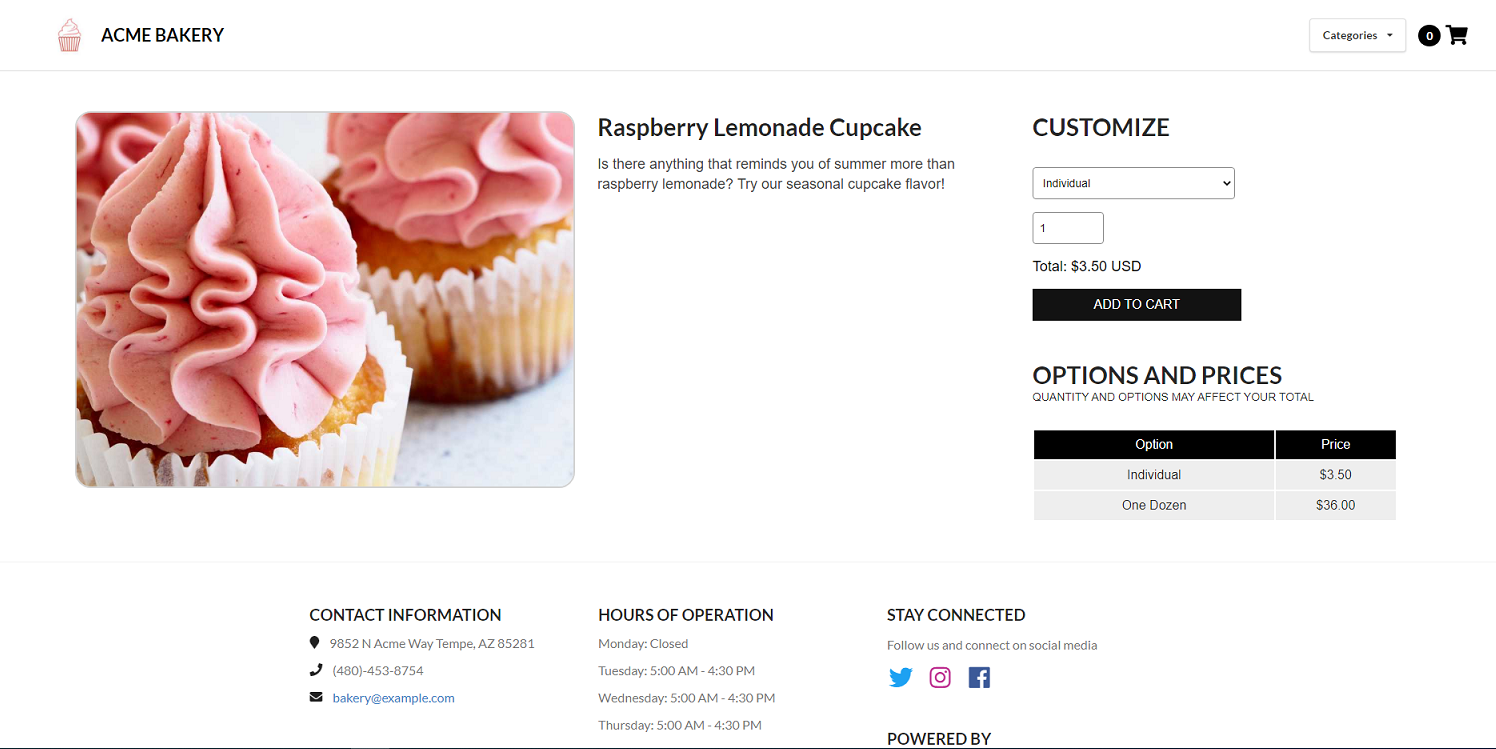 ACME BAKERY
Categories
0
Raspberry Lemonade Cupcake
Is there anything that reminds you of summer more than
raspberry lemonade? Try our seasonal cupcake flavor!
CUSTOMIZE
Individual
1
Total: $3.50 USD
ADD TO CART
OPTIONS AND PRICES
QUANTITY AND OPTIONS MAY AFFECT YOUR TOTAL
Option Price
Individual $3.50
One Dozen $36.00
CONTACT INFORMATION
9852 N Acme Way Tempe, AZ 85281
(480)-453-8754
bakery@example.com
HOURS OF OPERATION
Monday: Closed
Tuesday: 5:00 AM - 4:30 PM
Wednesday: 5:00 AM - 4:30 PM
Thursday: 5:00 AM - 4:30 PM
STAY CONNECTED
Follow us and connect on social media
POWERED BY